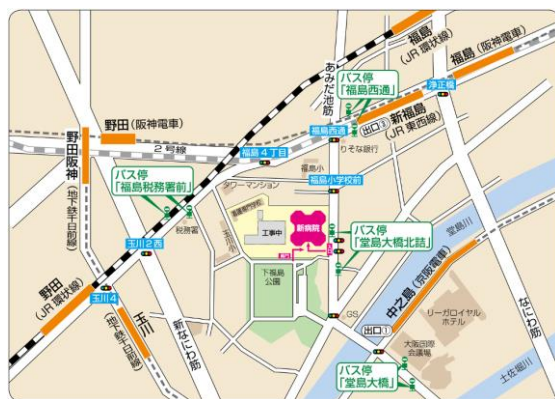 福島
(JR環状線)
福島(阪神電車)
あみだ池筋
バス停
「福島西通」
浄正橋
野田(阪神電車)
2号線
福島西通
出口③
新福島
(JR東西線)
りそな銀行
福島4丁目
野田阪神
(地下鉄千日前線)
バス停
「福島税務署前」
タワーマンション
福島小
福島小学校前
税務署
玉川小
工事中
新病院
バス停
「堂島大橋北詰」
堂島川
玉川2西
下福島
公園
中之島(京阪電車)
野田
(JR環状線)
玉川4
玉川
(地下鉄千日前線)
新なにわ筋
GS
出口①
リーガロイヤル
ホテル
なにわ筋
大阪国際
会議場
バス停
「堂島大橋」
土佐堀川